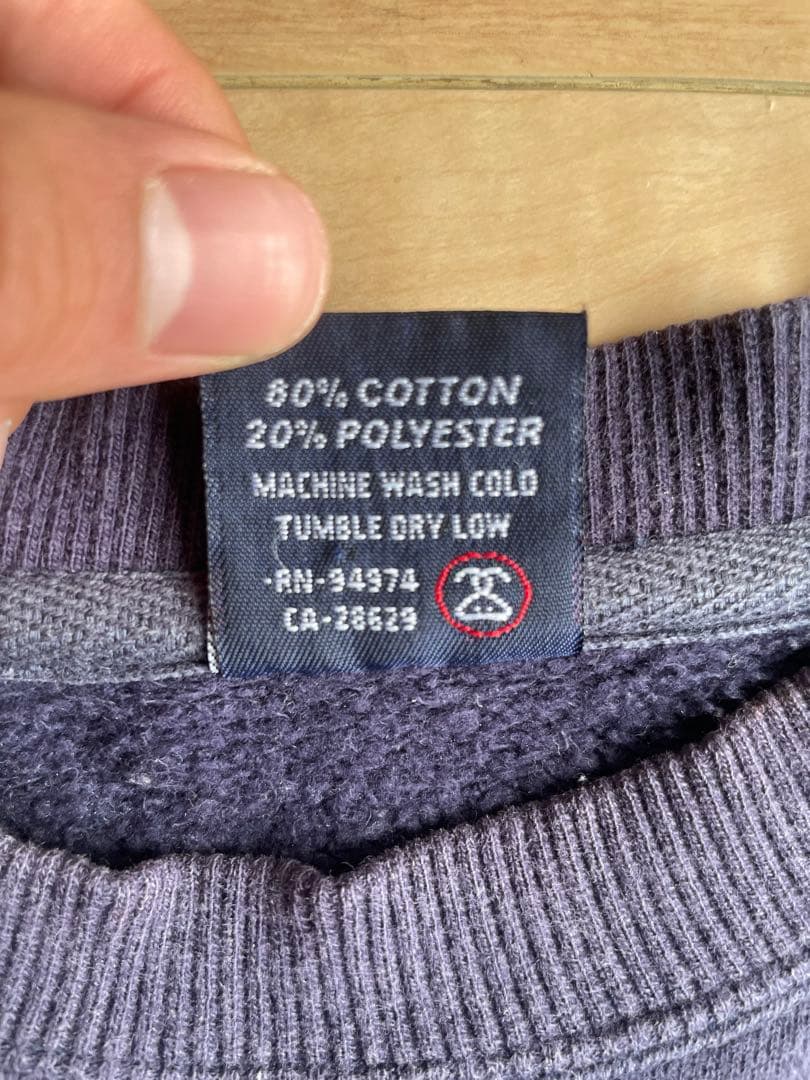 80% COTTON
20% POLYESTER
MACHINE WASH COLD
TUMBLE DRY LOW
RN-94974
CA-28629